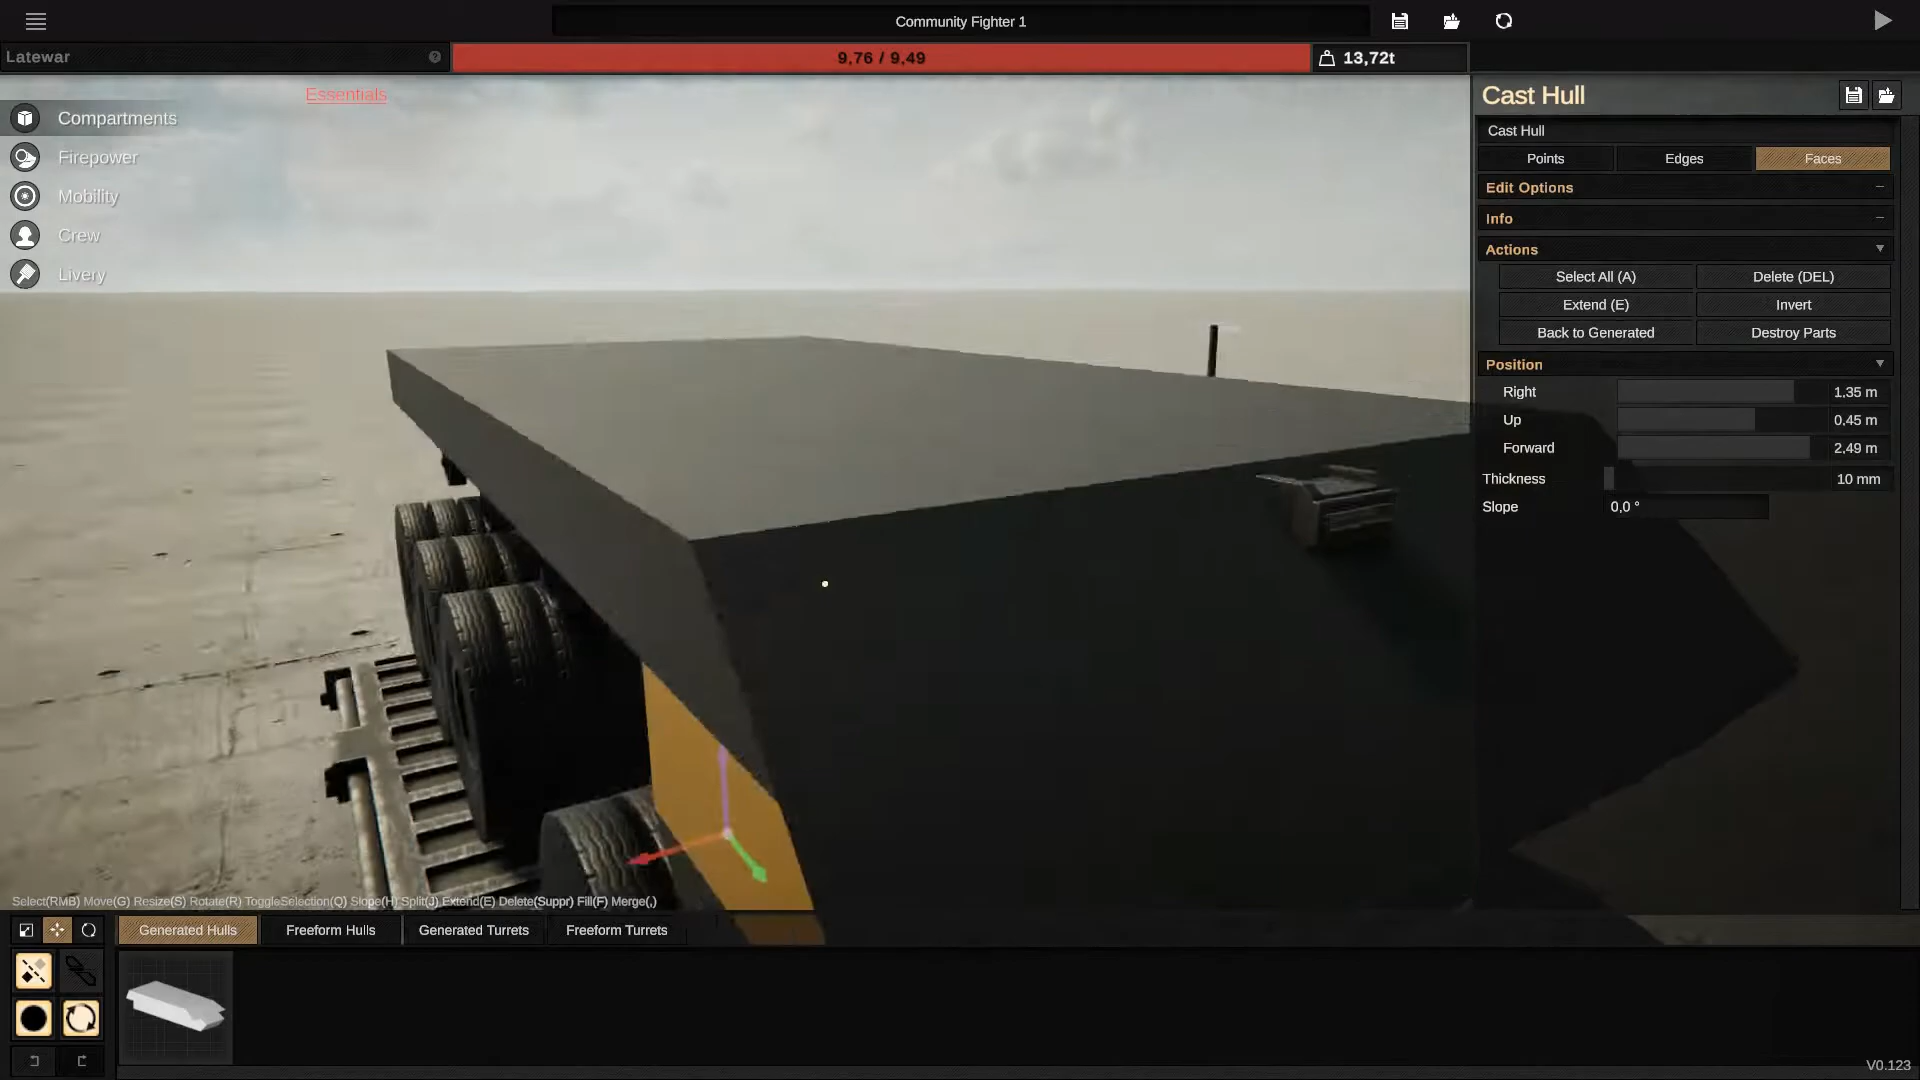 Community Fighter 1
Latewar
9,76 / 9,49
13,72t
Essentials
Compartments
Firepower
Mobility
Crew
Livery
Cast Hull
Cast Hull
Points Edges Faces
Edit Options
Info
Actions
Select All (A) Delete (DEL)
Extend (E) Invert
Back to Generated Destroy Parts
Position
Right 1,35 m
Up 0,45 m
Forward 2,49 m
Thickness 10 mm
Slope 0,0 °
Select(RMB) Move(G) Resize(S) Rotate(R) ToggleSelection(Q) Slope(H) Split(J) Extend(E) Delete(Suppr) Fill(F) Merge(,)
Generated Hulls Freeform Hulls Generated Turrets Freeform Turrets
V0.123